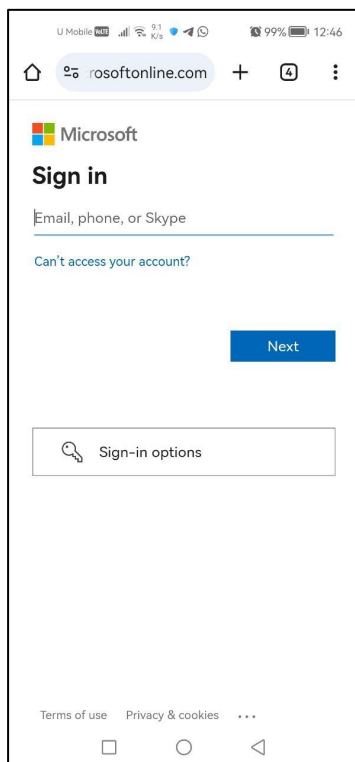 U Mobile VoLTE 9.1 K/s 99% 12:46
rosoftonline.com + 4
Microsoft
Sign in
Email, phone, or Skype
Can't access your account?
Next
Sign-in options
Terms of use Privacy & cookies ...